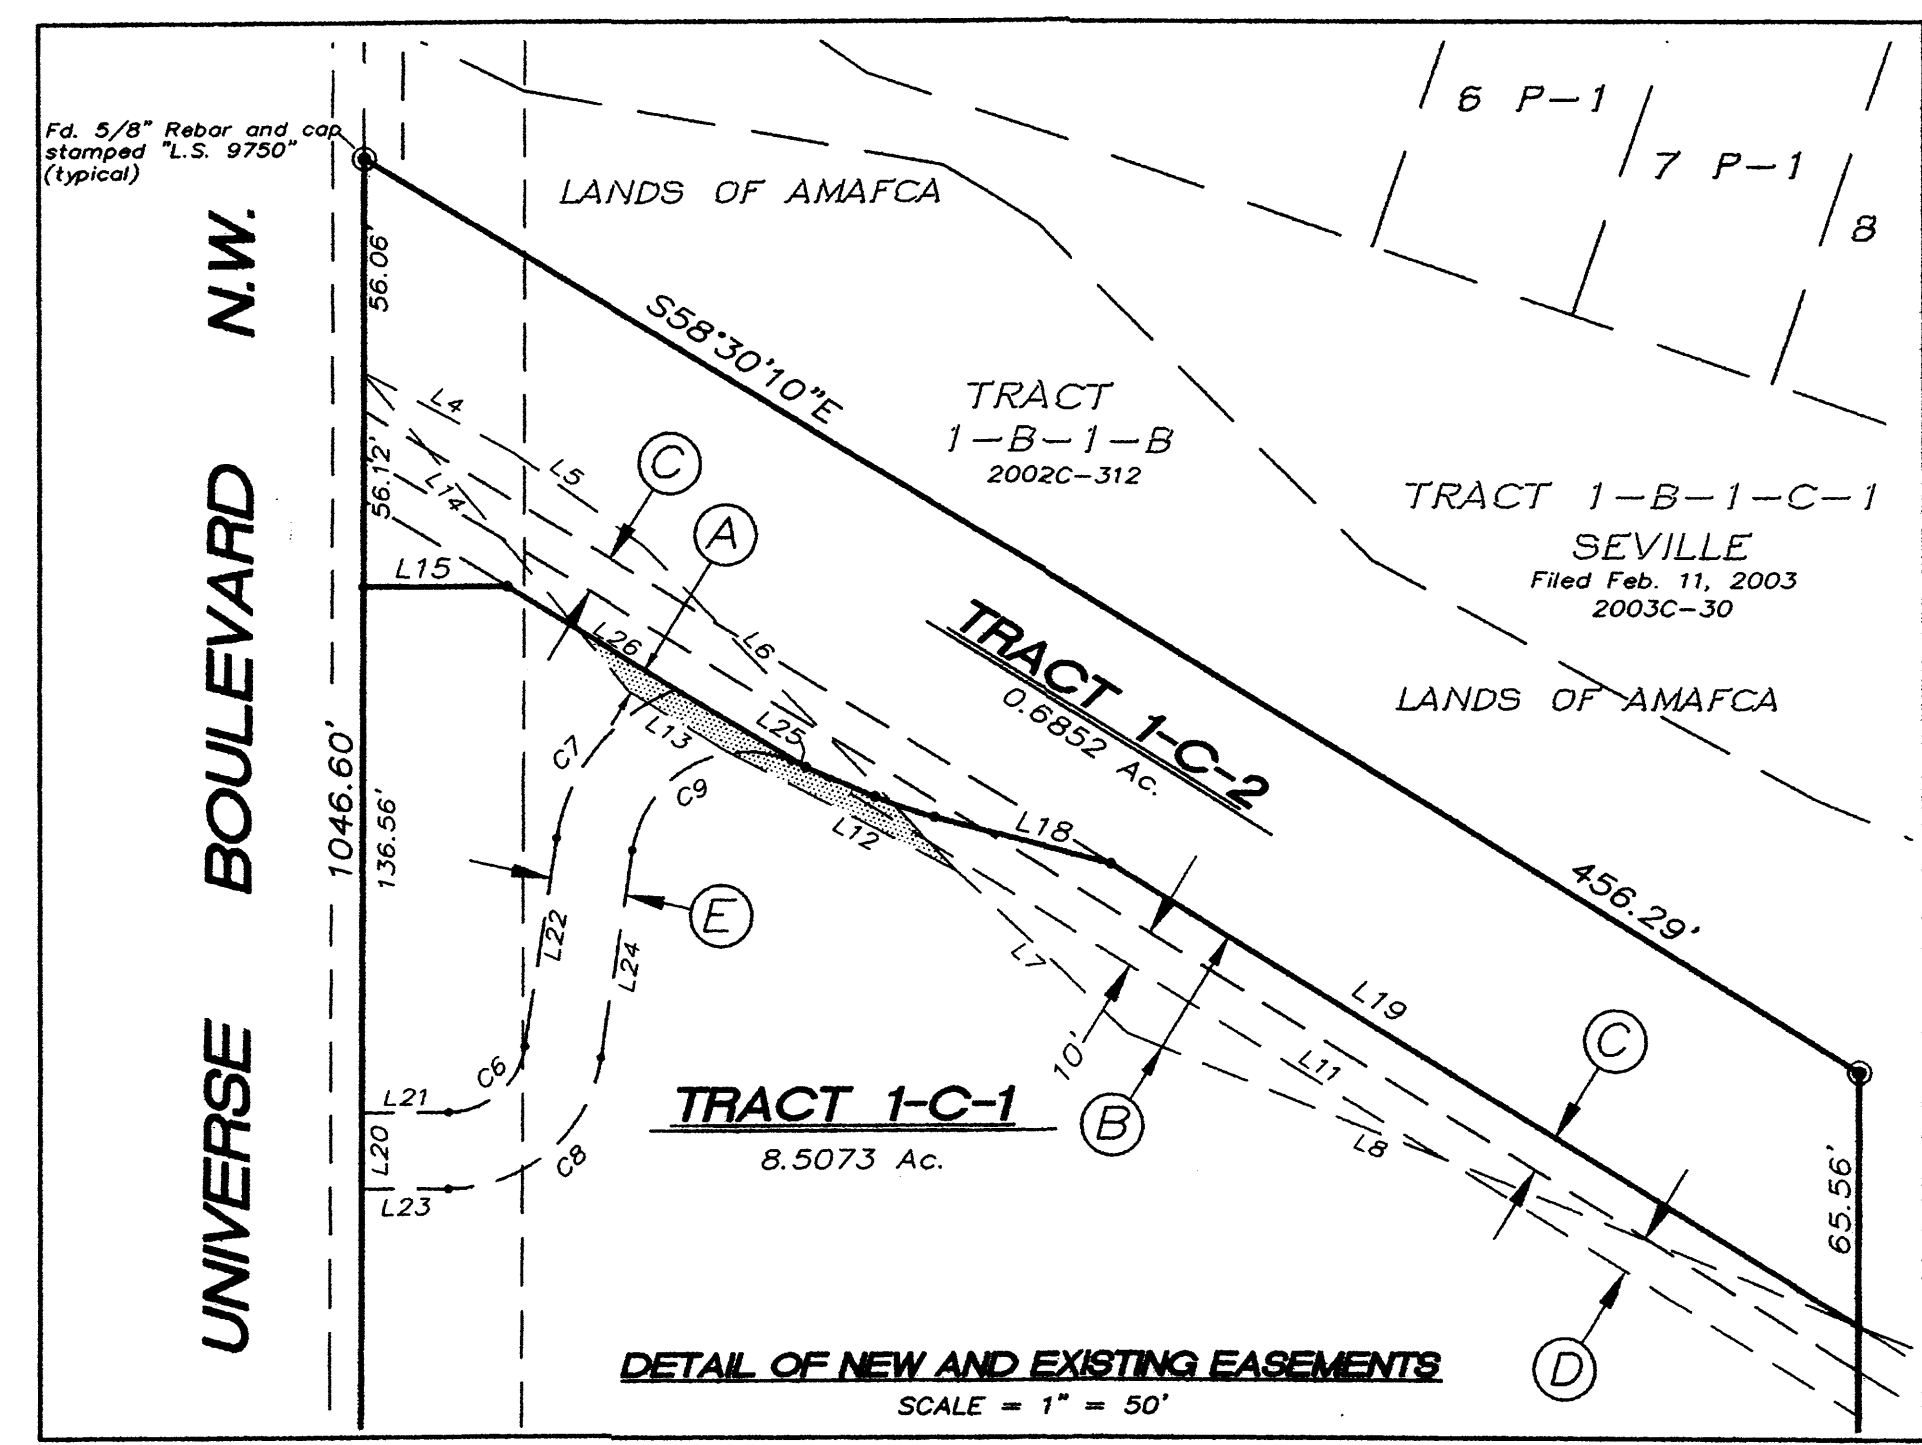 Fd. 5/8" Rebar and cap
stamped "L.S. 9750"
(typical)
UNIVERSE BOULEVARD N.W.
1046.60'
56.06'
56.12'
136.56'
LANDS OF AMAFCA
6 P-1
7 P-1
8
S58°30'10"E
456.29'
65.56'
TRACT
1-B-1-B
2002C-312
TRACT 1-B-1-C-1
SEVILLE
Filed Feb. 11, 2003
2003C-30
LANDS OF AMAFCA
TRACT 1-C-2
0.6852 Ac.
L4
L5
C
A
L14
L15
L26
L6
L25
L13
L12
L18
C7
C9
L22
L24
E
L7
10'
B
L11
L8
L19
C
D
C6
L21
L20
C8
L23
TRACT 1-C-1
8.5073 Ac.
DETAIL OF NEW AND EXISTING EASEMENTS
SCALE = 1" = 50'